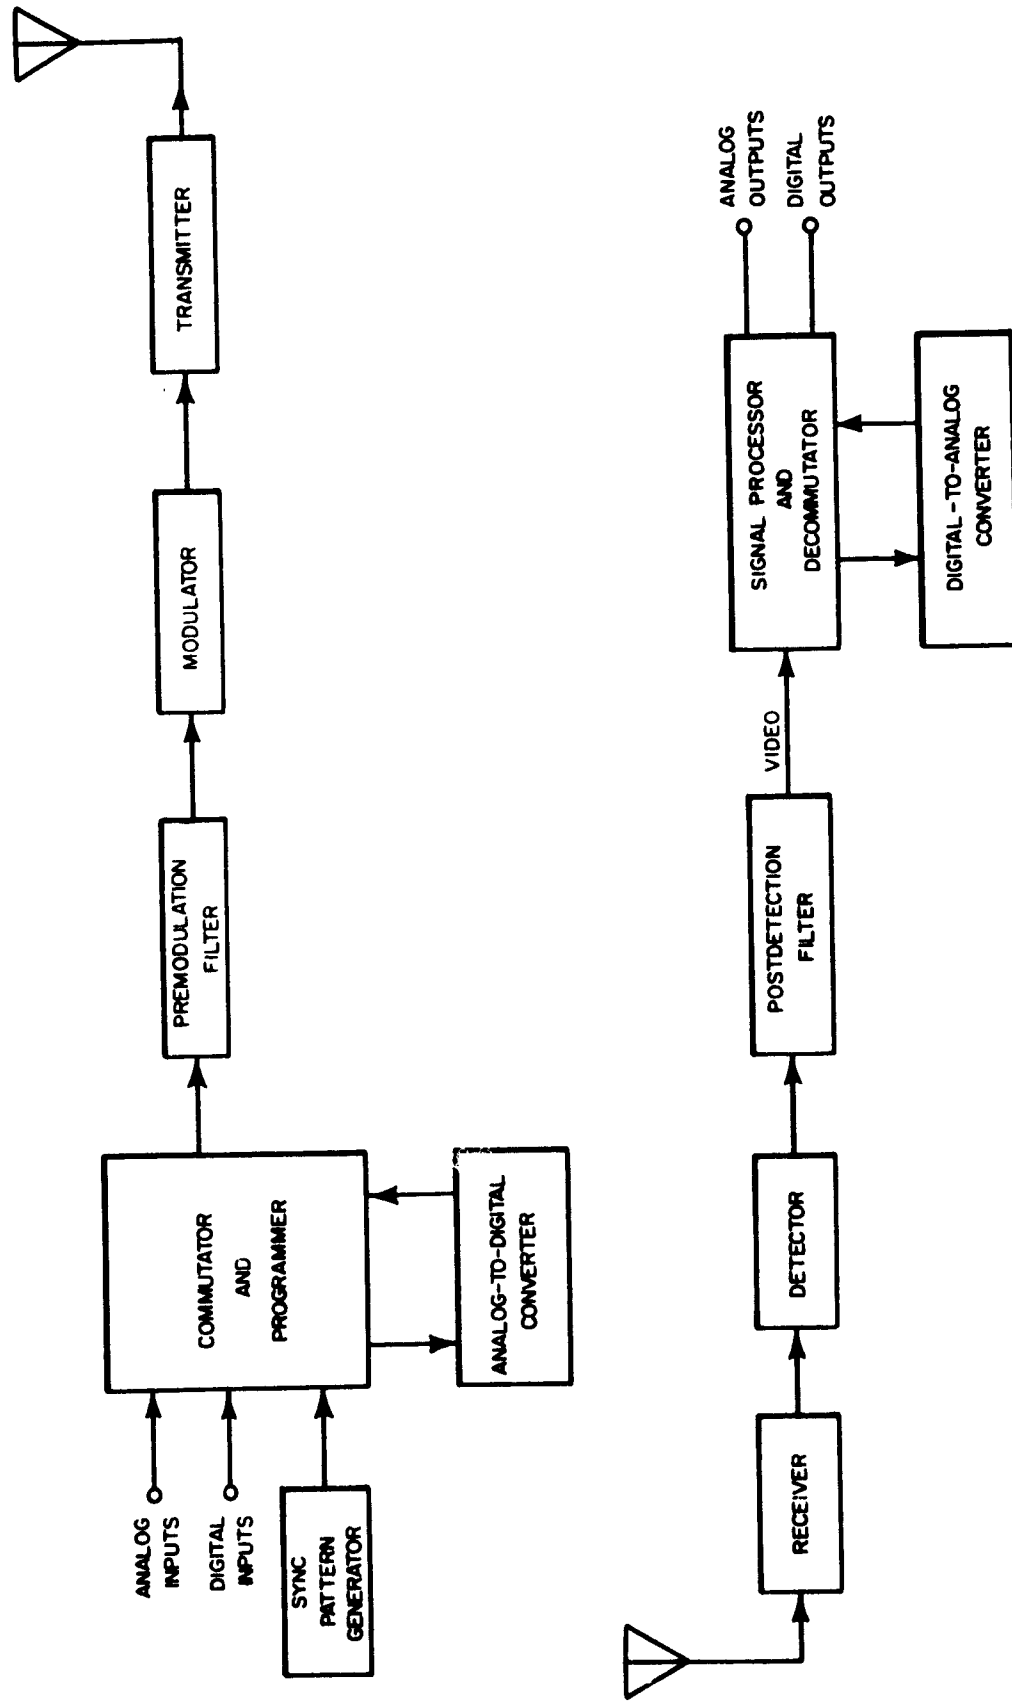 ANALOG
INPUTS
DIGITAL
INPUTS
SYNC
PATTERN
GENERATOR
COMMUTATOR
AND
PROGRAMMER
ANALOG-TO-DIGITAL
CONVERTER
PREMODULATION
FILTER
MODULATOR
TRANSMITTER
RECEIVER
DETECTOR
POSTDETECTION
FILTER
VIDEO
SIGNAL PROCESSOR
AND
DECOMMUTATOR
DIGITAL-TO-ANALOG
CONVERTER
ANALOG
OUTPUTS
DIGITAL
OUTPUTS